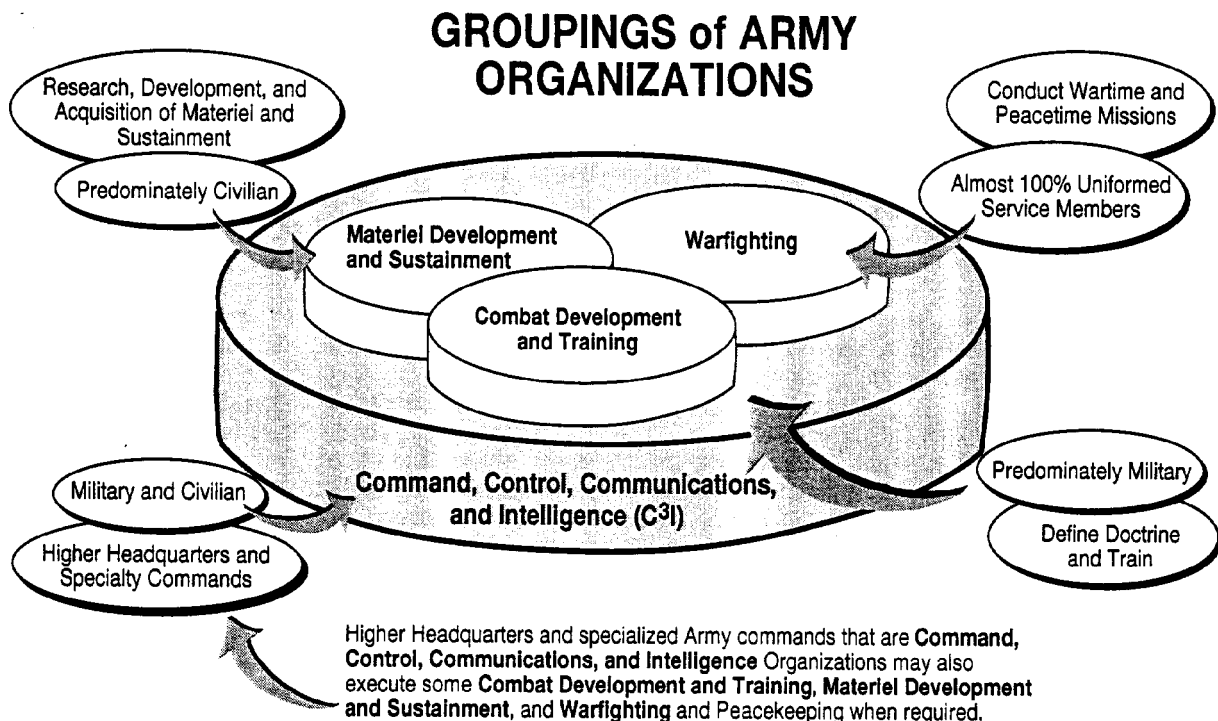 GROUPINGS of ARMY
ORGANIZATIONS
Research, Development, and
Acquisition of Materiel and
Sustainment
Predominately Civilian
Conduct Wartime and
Peacetime Missions
Almost 100% Uniformed
Service Members
Materiel Development
and Sustainment
Warfighting
Combat Development
and Training
Command, Control, Communications,
and Intelligence (C³I)
Military and Civilian
Higher Headquarters and
Specialty Commands
Predominately Military
Define Doctrine
and Train
Higher Headquarters and specialized Army commands that are Command,
Control, Communications, and Intelligence Organizations may also
execute some Combat Development and Training, Materiel Development
and Sustainment, and Warfighting and Peacekeeping when required.